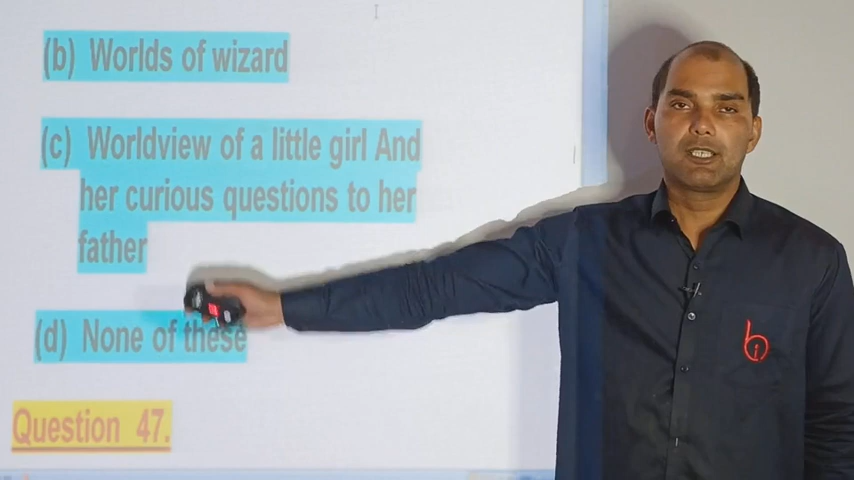 (b) Worlds of wizard
(c) Worldview of a little girl And
her curious questions to her
father
(d) None of these
Question 47.